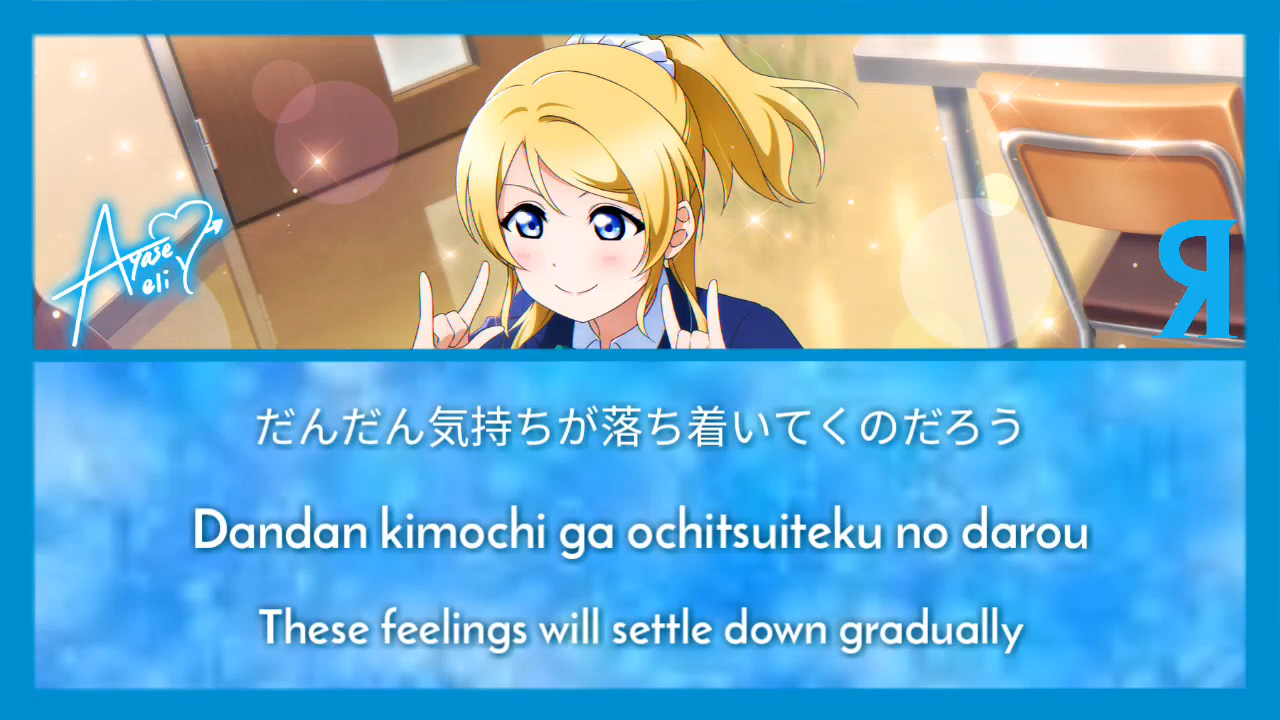 Ayase
eli
Я
だんだん気持ちが落ち着いてくのだろう
Dandan kimochi ga ochitsuiteku no darou
These feelings will settle down gradually